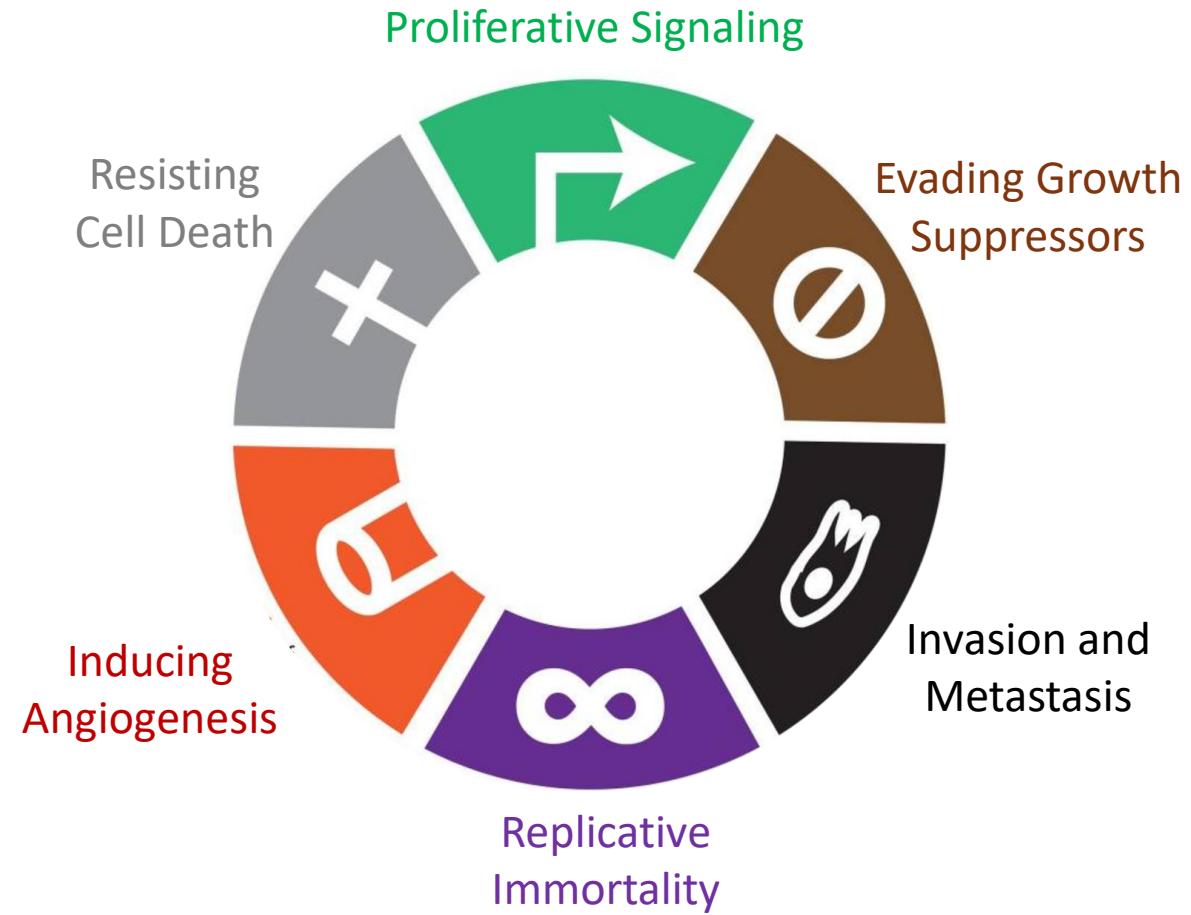 Proliferative Signaling
Resisting
Cell Death
Evading Growth
Suppressors
Inducing
Angiogenesis
Invasion and
Metastasis
Replicative
Immortality